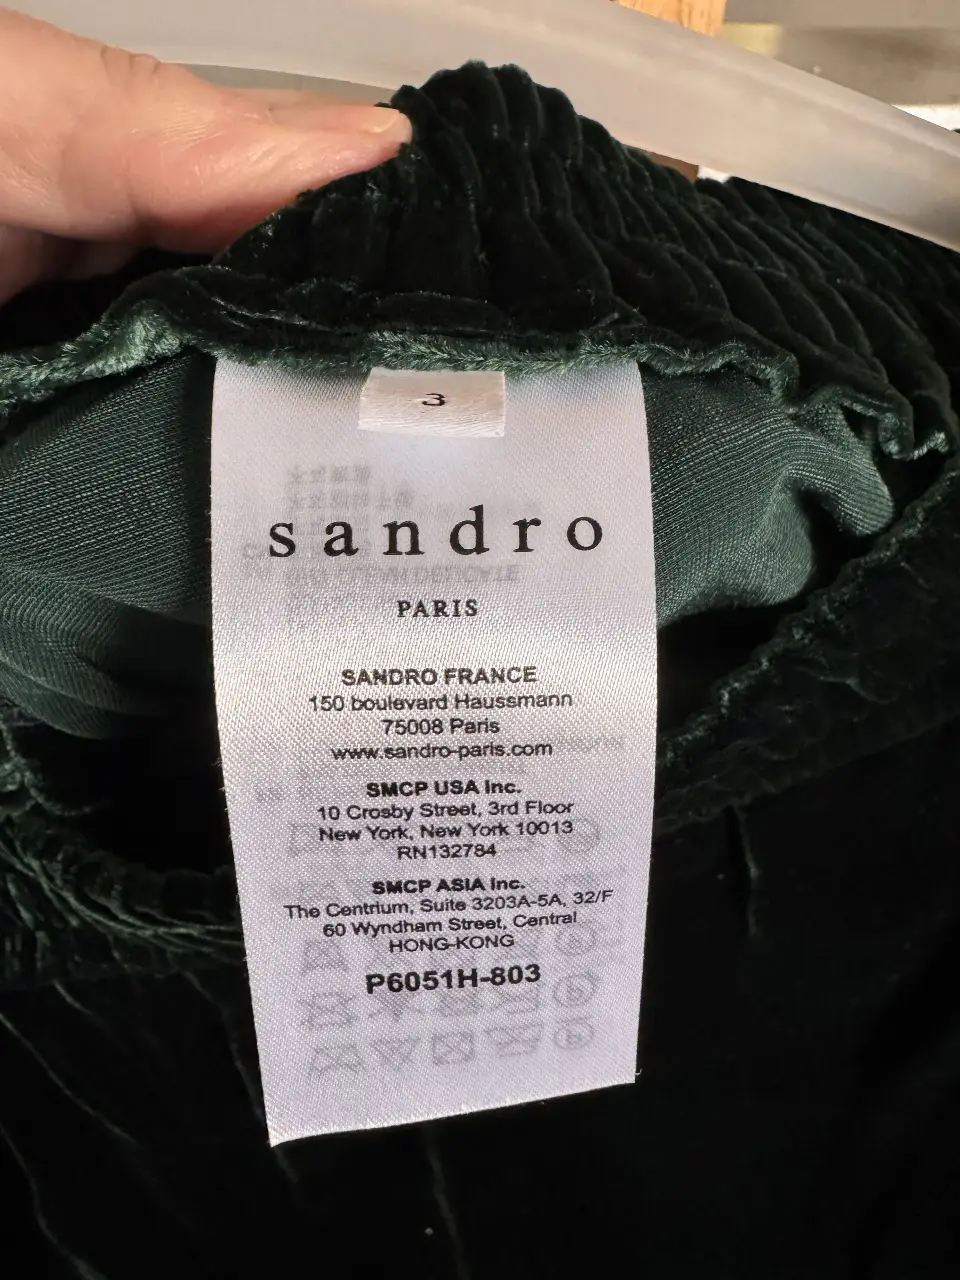 3
sandro
PARIS
SANDRO FRANCE
150 boulevard Haussmann
75008 Paris
www.sandro-paris.com
SMCP USA Inc.
10 Crosby Street, 3rd Floor
New York, New York 10013
RN132784
SMCP ASIA Inc.
The Centrium, Suite 3203A-5A, 32/F
60 Wyndham Street, Central
HONG-KONG
P6051H-803